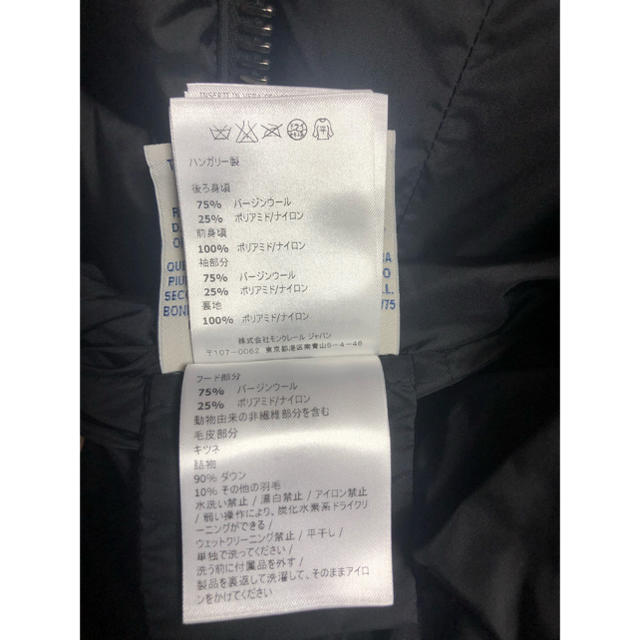 ハンガリー製
後ろ身頃
75% バージンウール
25% ポリアミド/ナイロン
前身頃
100% ポリアミド/ナイロン
袖部分
75% バージンウール
25% ポリアミド/ナイロン
裏地
100% ポリアミド/ナイロン
株式会社モンクレール ジャパン
〒107-0062 東京都港区南青山5-4-46
フード部分
75% バージンウール
25% ポリアミド/ナイロン
動物由来の非繊維部分を含む
毛皮部分
キツネ
詰物
90% ダウン
10% その他の羽毛
水洗い禁止 / 漂白禁止 / アイロン禁止
/ 弱い操作により、炭化水素系ドライクリ
ーニングができる /
ウェットクリーニング禁止 / 平干し /
単独で洗ってください /
洗う前に付属品を外す /
製品を裏返して洗濯して、そのままアイロ
ンをかけてください
QUE
PIU
SECO
BON
CA
O
LL.
/75